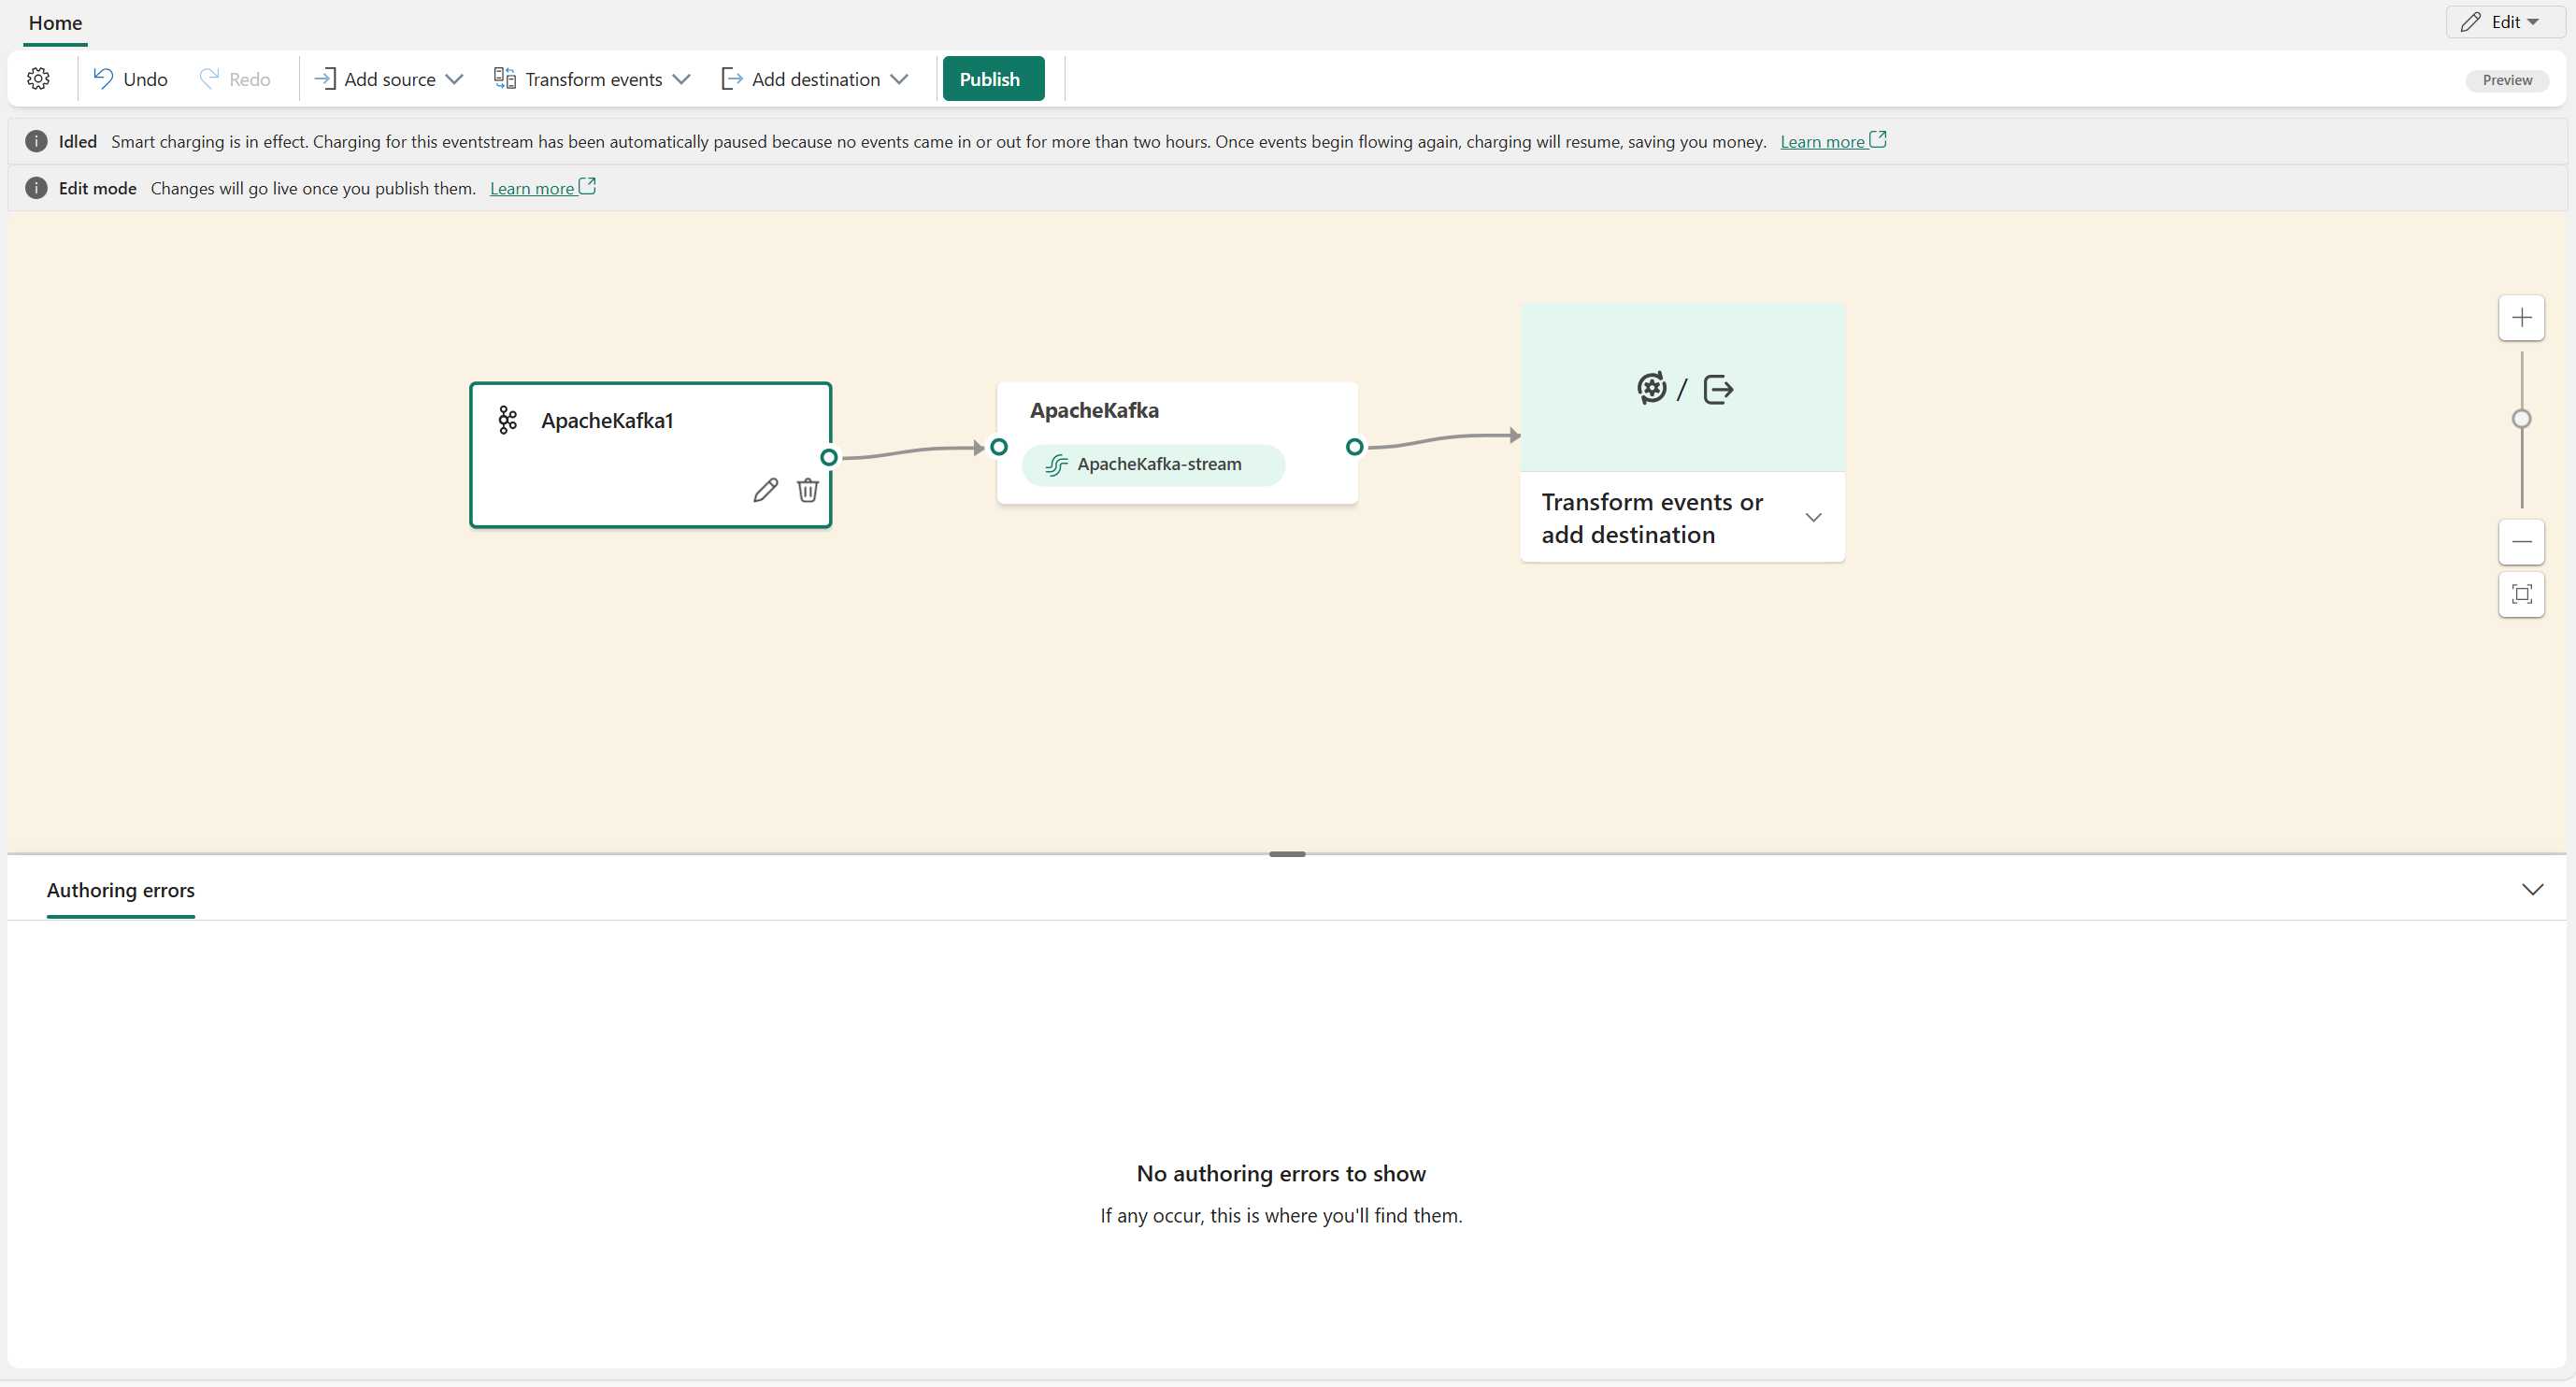 Home
Edit
Undo
Redo
Add source
Transform events
Add destination
Publish
Preview
Idled Smart charging is in effect. Charging for this eventstream has been automatically paused because no events came in or out for more than two hours. Once events begin flowing again, charging will resume, saving you money. Learn more
Edit mode Changes will go live once you publish them. Learn more
ApacheKafka1
ApacheKafka
ApacheKafka-stream
/
Transform events or
add destination
Authoring errors
No authoring errors to show
If any occur, this is where you'll find them.